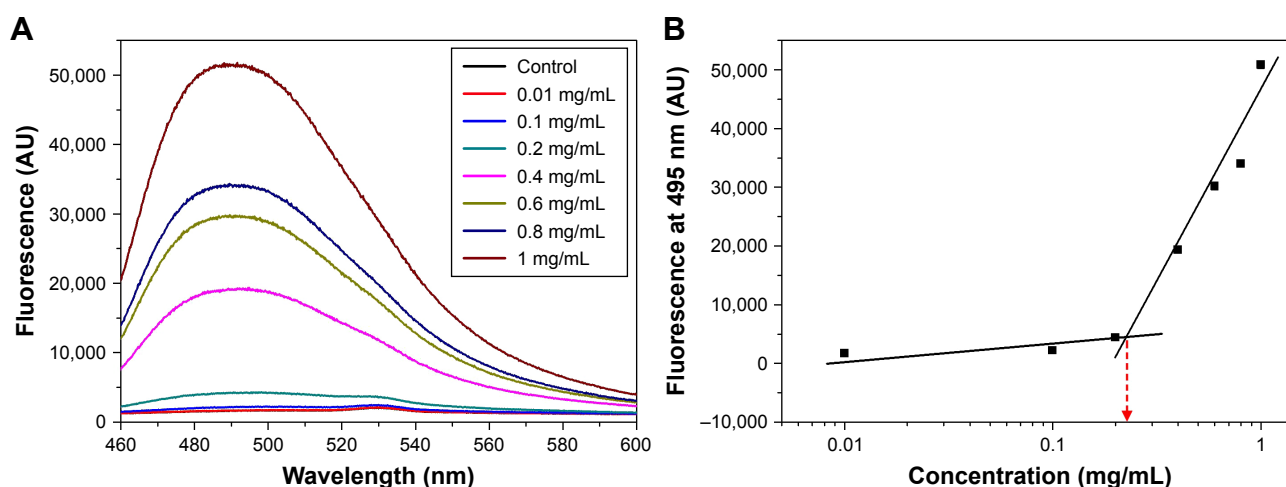 A
Fluorescence (AU)
50,000
40,000
30,000
20,000
10,000
0
460 480 500 520 540 560 580 600
Wavelength (nm)
Control
0.01 mg/mL
0.1 mg/mL
0.2 mg/mL
0.4 mg/mL
0.6 mg/mL
0.8 mg/mL
1 mg/mL
B
Fluorescence at 495 nm (AU)
50,000
40,000
30,000
20,000
10,000
0
–10,000
0.01 0.1 1
Concentration (mg/mL)